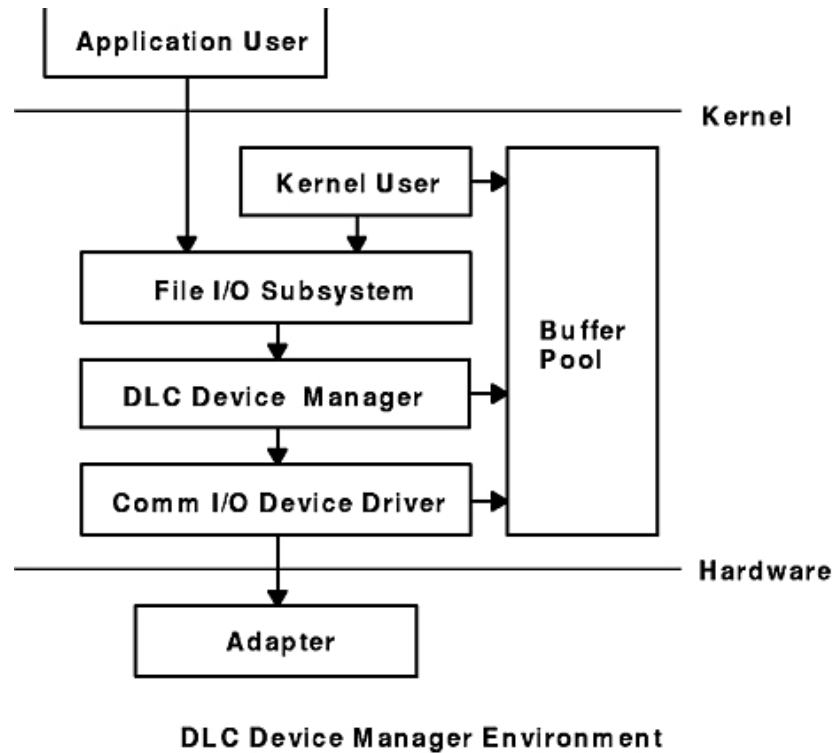 Application User
Kernel
Kernel User
File I/O Subsystem
Buffer
Pool
DLC Device Manager
Comm I/O Device Driver
Hardware
Adapter
DLC Device Manager Environment